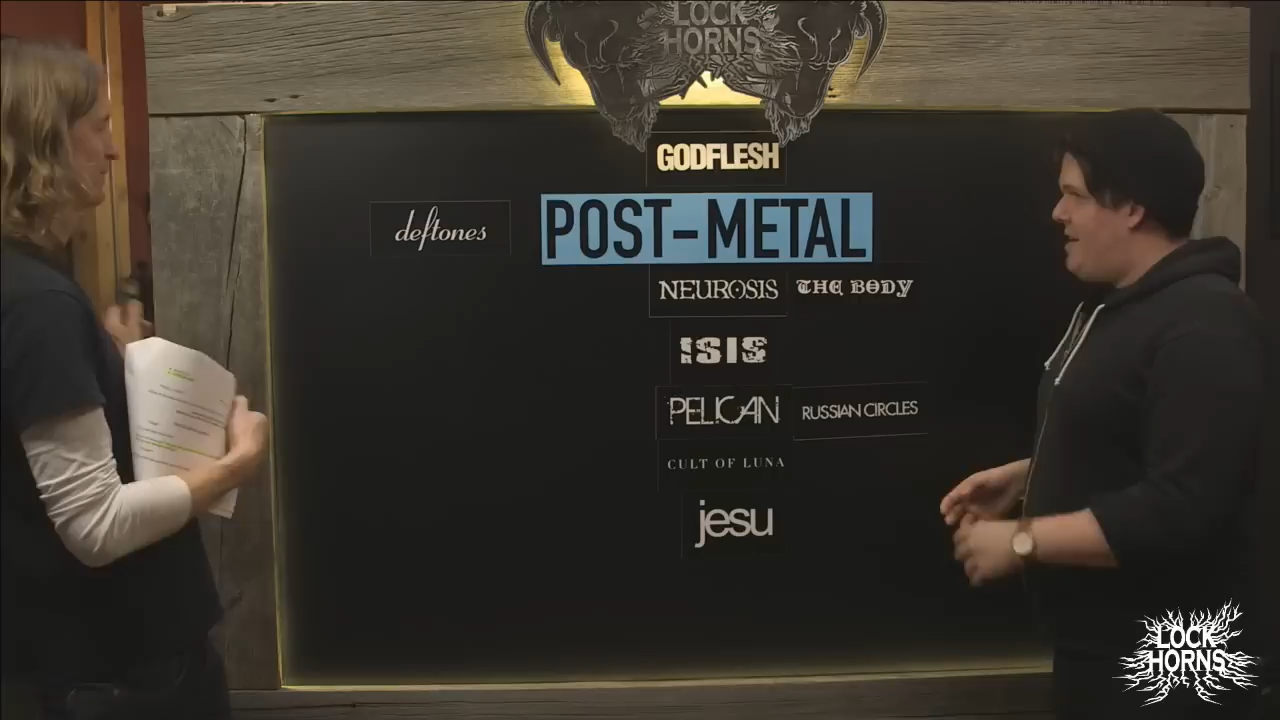 LOCK
HORNS
GODFLESH
deftones
POST-METAL
NEUROSIS
THE BODY
ISIS
PELICAN
RUSSIAN CIRCLES
CULT OF LUNA
jesu
LOCK
HORNS